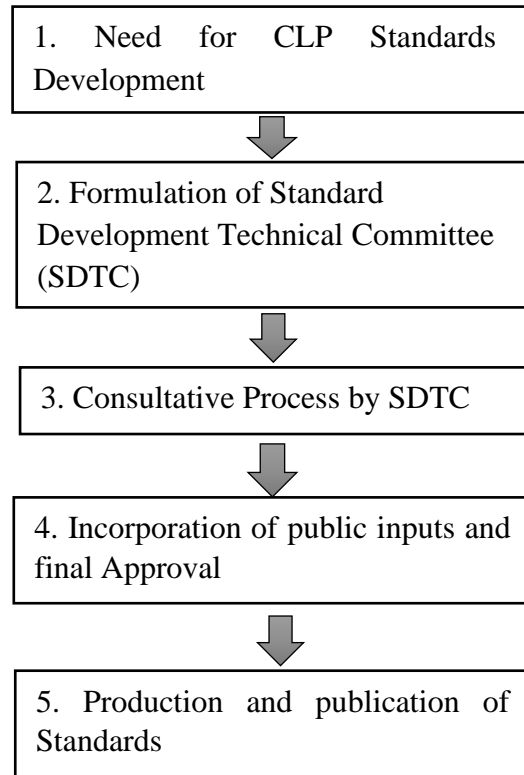 1. Need for CLP Standards
Development
2. Formulation of Standard
Development Technical Committee
(SDTC)
3. Consultative Process by SDTC
4. Incorporation of public inputs and
final Approval
5. Production and publication of
Standards